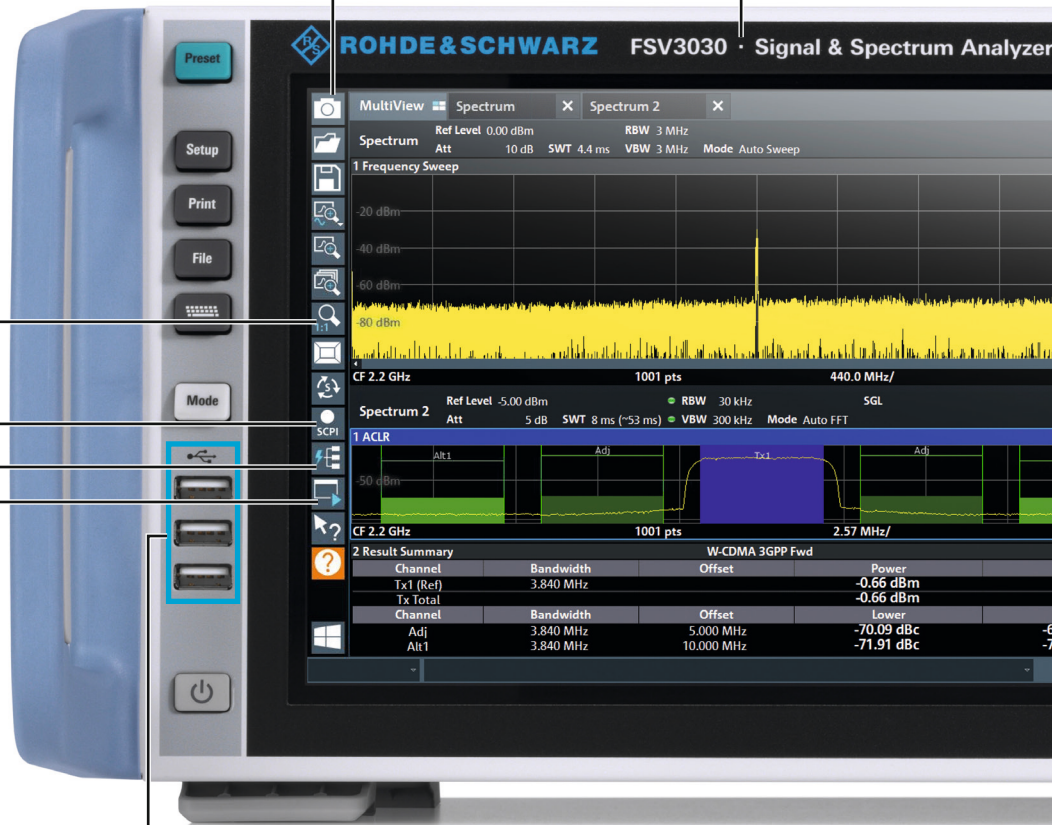 Preset
Setup
Print
File
Mode
R&S
ROHDE&SCHWARZ FSV3030 · Signal & Spectrum Analyzer
MultiView Spectrum Spectrum 2
Spectrum
Ref Level 0.00 dBm RBW 3 MHz
Att 10 dB SWT 4.4 ms VBW 3 MHz Mode Auto Sweep
1 Frequency Sweep
-20 dBm
-40 dBm
-60 dBm
-80 dBm
1:1
CF 2.2 GHz 1001 pts 440.0 MHz/
Spectrum 2
Ref Level -5.00 dBm RBW 30 kHz SGL
Att 5 dB SWT 8 ms (~53 ms) VBW 300 kHz Mode Auto FFT
SCPI
1 ACLR
Alt1 Adj Tx1 Adj
-50 dBm
CF 2.2 GHz 1001 pts 2.57 MHz/
2 Result Summary W-CDMA 3GPP Fwd
Channel Bandwidth Offset Power
Tx1 (Ref) 3.840 MHz -0.66 dBm
Tx Total -0.66 dBm
Channel Bandwidth Offset Lower
Adj 3.840 MHz 5.000 MHz -70.09 dBc -6
Alt1 3.840 MHz 10.000 MHz -71.91 dBc -7